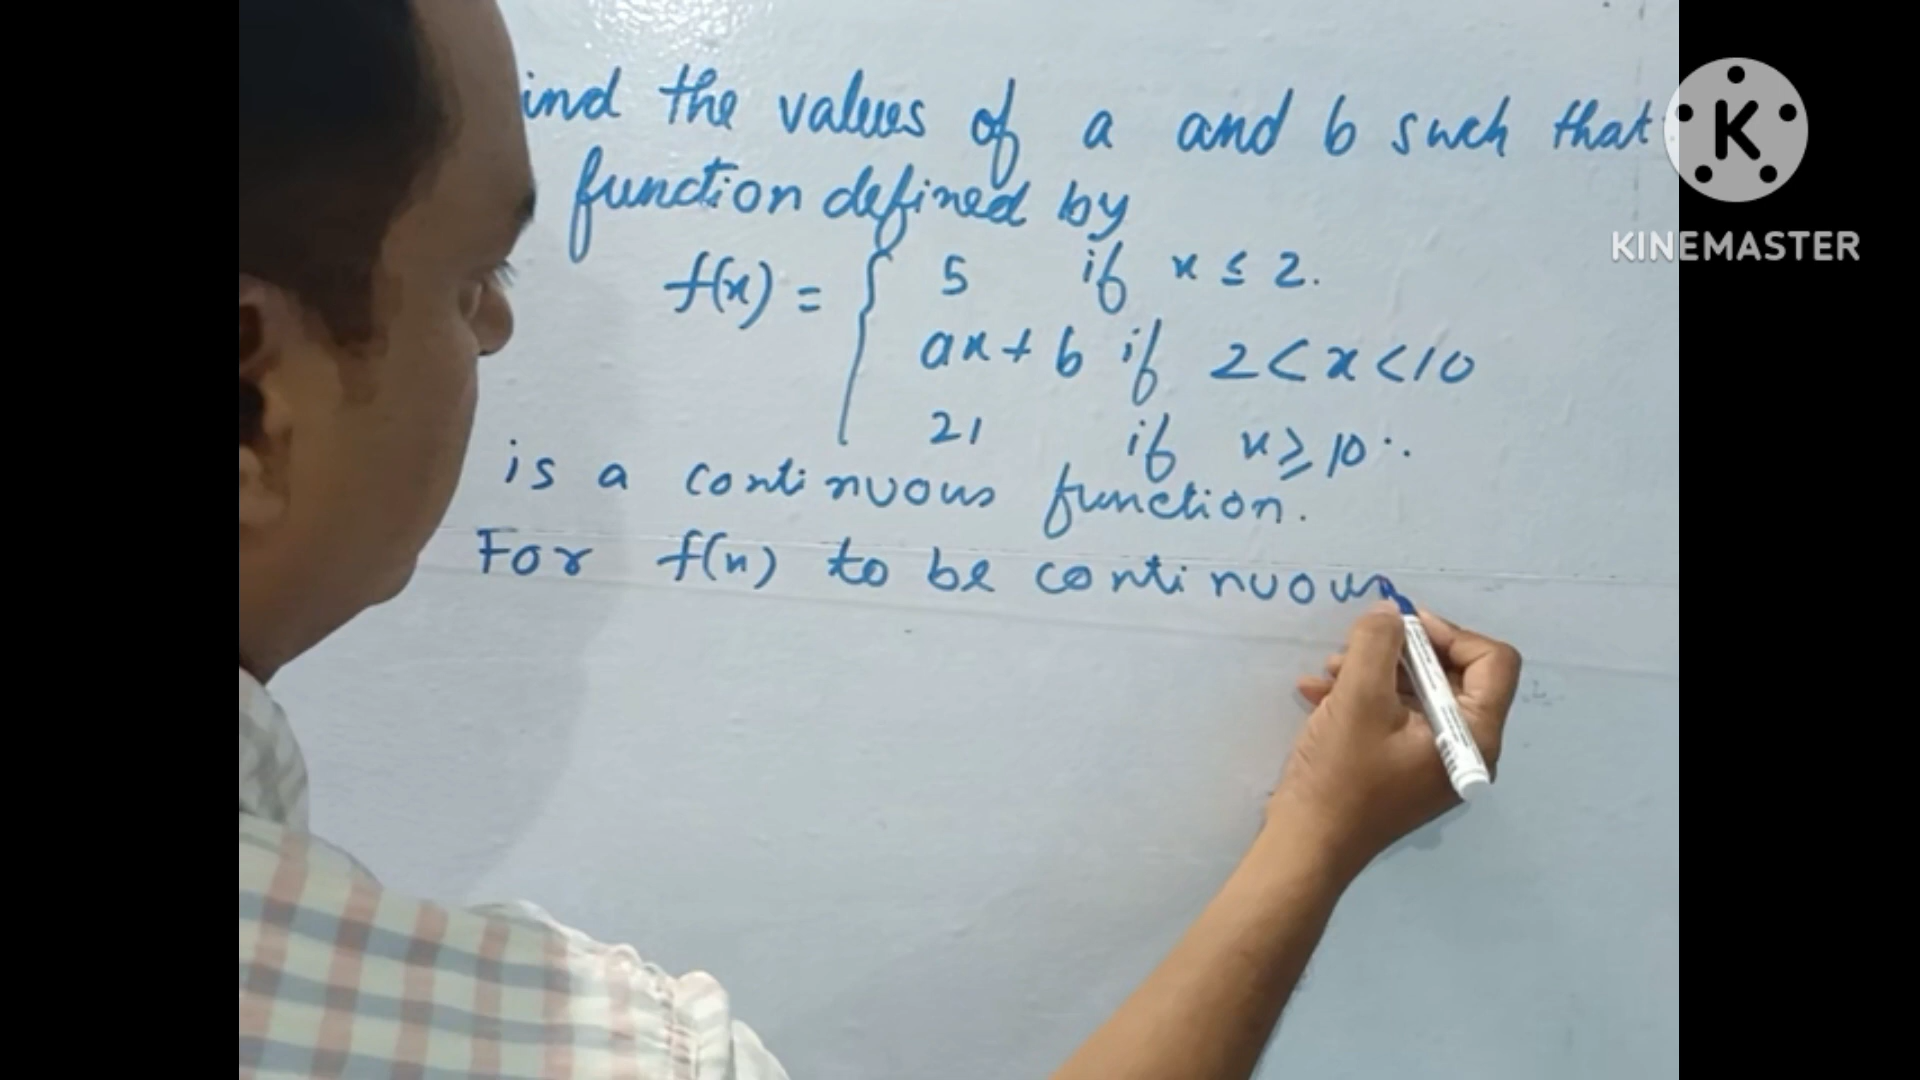 ind the values of a and b such that
function defined by
f(x) = { 5 if x ≤ 2.
ax + b if 2 < x < 10
21 if x ≥ 10.
is a continuous function.
For f(x) to be continuous
K
KINEMASTER